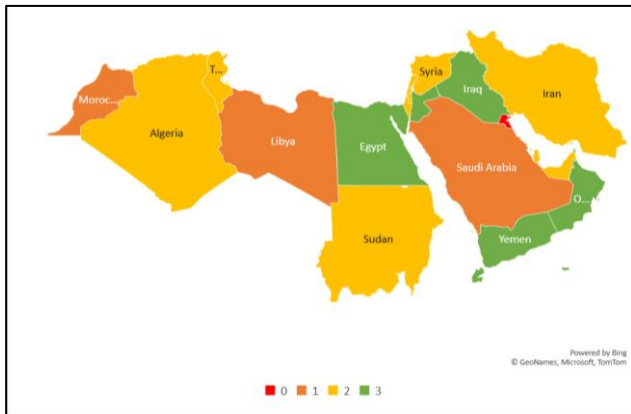 Moroc...
Algeria
T...
Libya
Egypt
Sudan
Syria
Iraq
Iran
Saudi Arabia
O...
Yemen
Powered by Bing
© GeoNames, Microsoft, TomTom
0 1 2 3